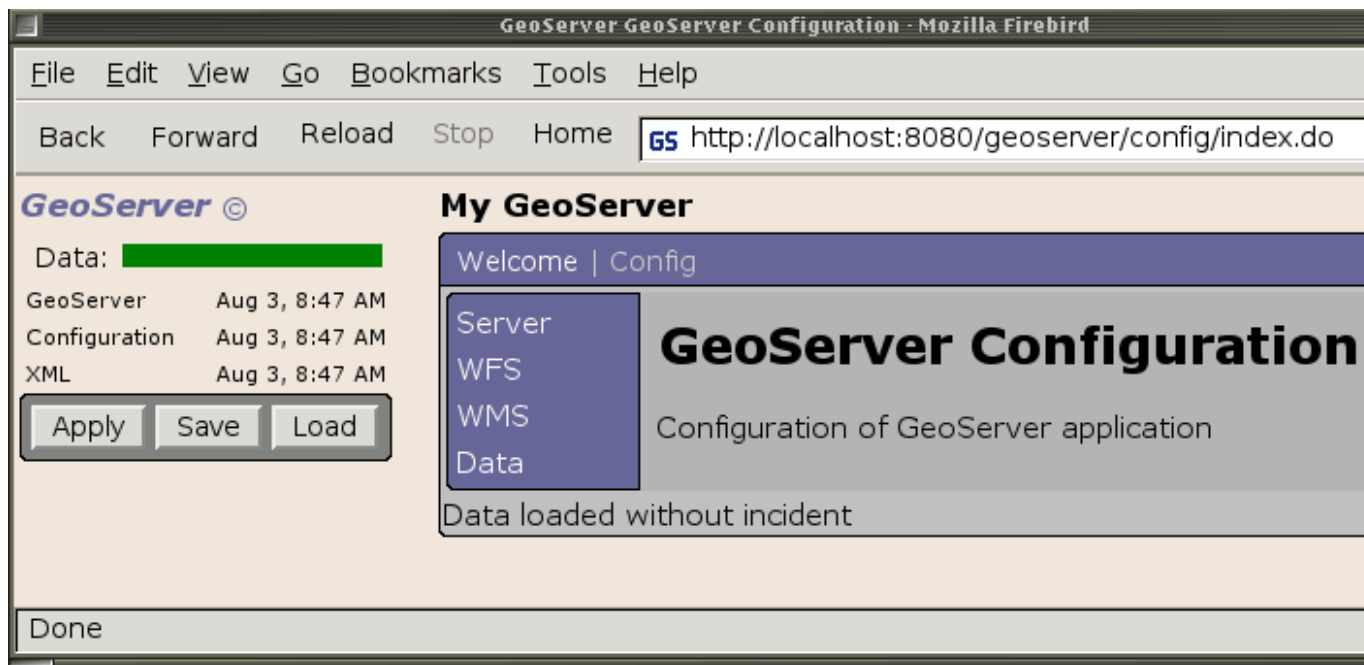 GeoServer GeoServer Configuration - Mozilla Firebird
File Edit View Go Bookmarks Tools Help
Back Forward Reload Stop Home GS http://localhost:8080/geoserver/config/index.do
GeoServer ©
Data:
GeoServer Aug 3, 8:47 AM
Configuration Aug 3, 8:47 AM
XML Aug 3, 8:47 AM
Apply Save Load
My GeoServer
Welcome | Config
Server
WFS
WMS
Data
GeoServer Configuration
Configuration of GeoServer application
Data loaded without incident
Done